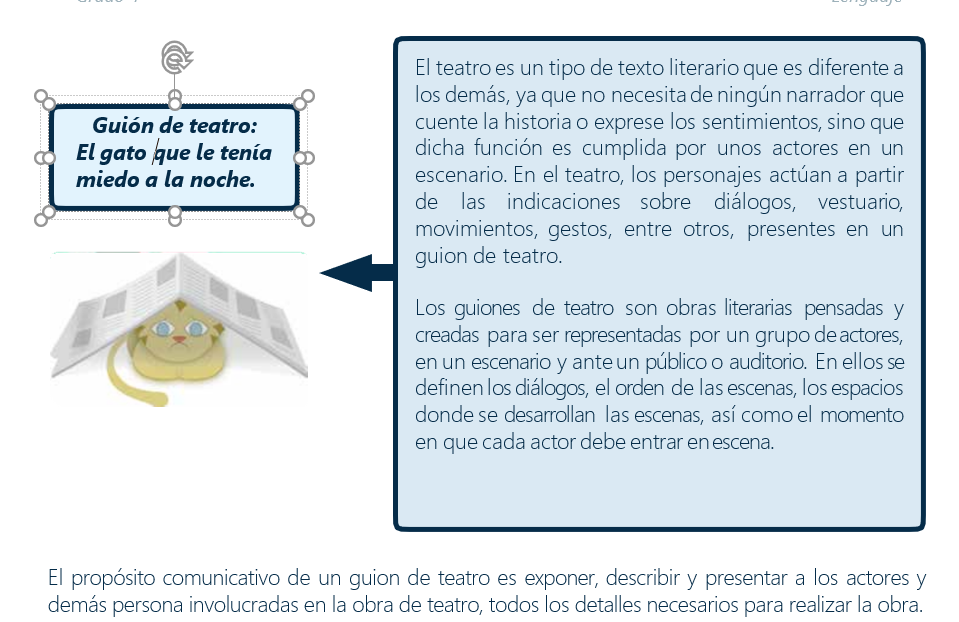 Guión de teatro:
El gato que le tenía
miedo a la noche.
El teatro es un tipo de texto literario que es diferente a
los demás, ya que no necesita de ningún narrador que
cuente la historia o exprese los sentimientos, sino que
dicha función es cumplida por unos actores en un
escenario. En el teatro, los personajes actúan a partir
de las indicaciones sobre diálogos, vestuario,
movimientos, gestos, entre otros, presentes en un
guion de teatro.
Los guiones de teatro son obras literarias pensadas y
creadas para ser representadas por un grupo de actores,
en un escenario y ante un público o auditorio. En ellos se
definen los diálogos, el orden de las escenas, los espacios
donde se desarrollan las escenas, así como el momento
en que cada actor debe entrar en escena.
El propósito comunicativo de un guion de teatro es exponer, describir y presentar a los actores y
demás persona involucradas en la obra de teatro, todos los detalles necesarios para realizar la obra.